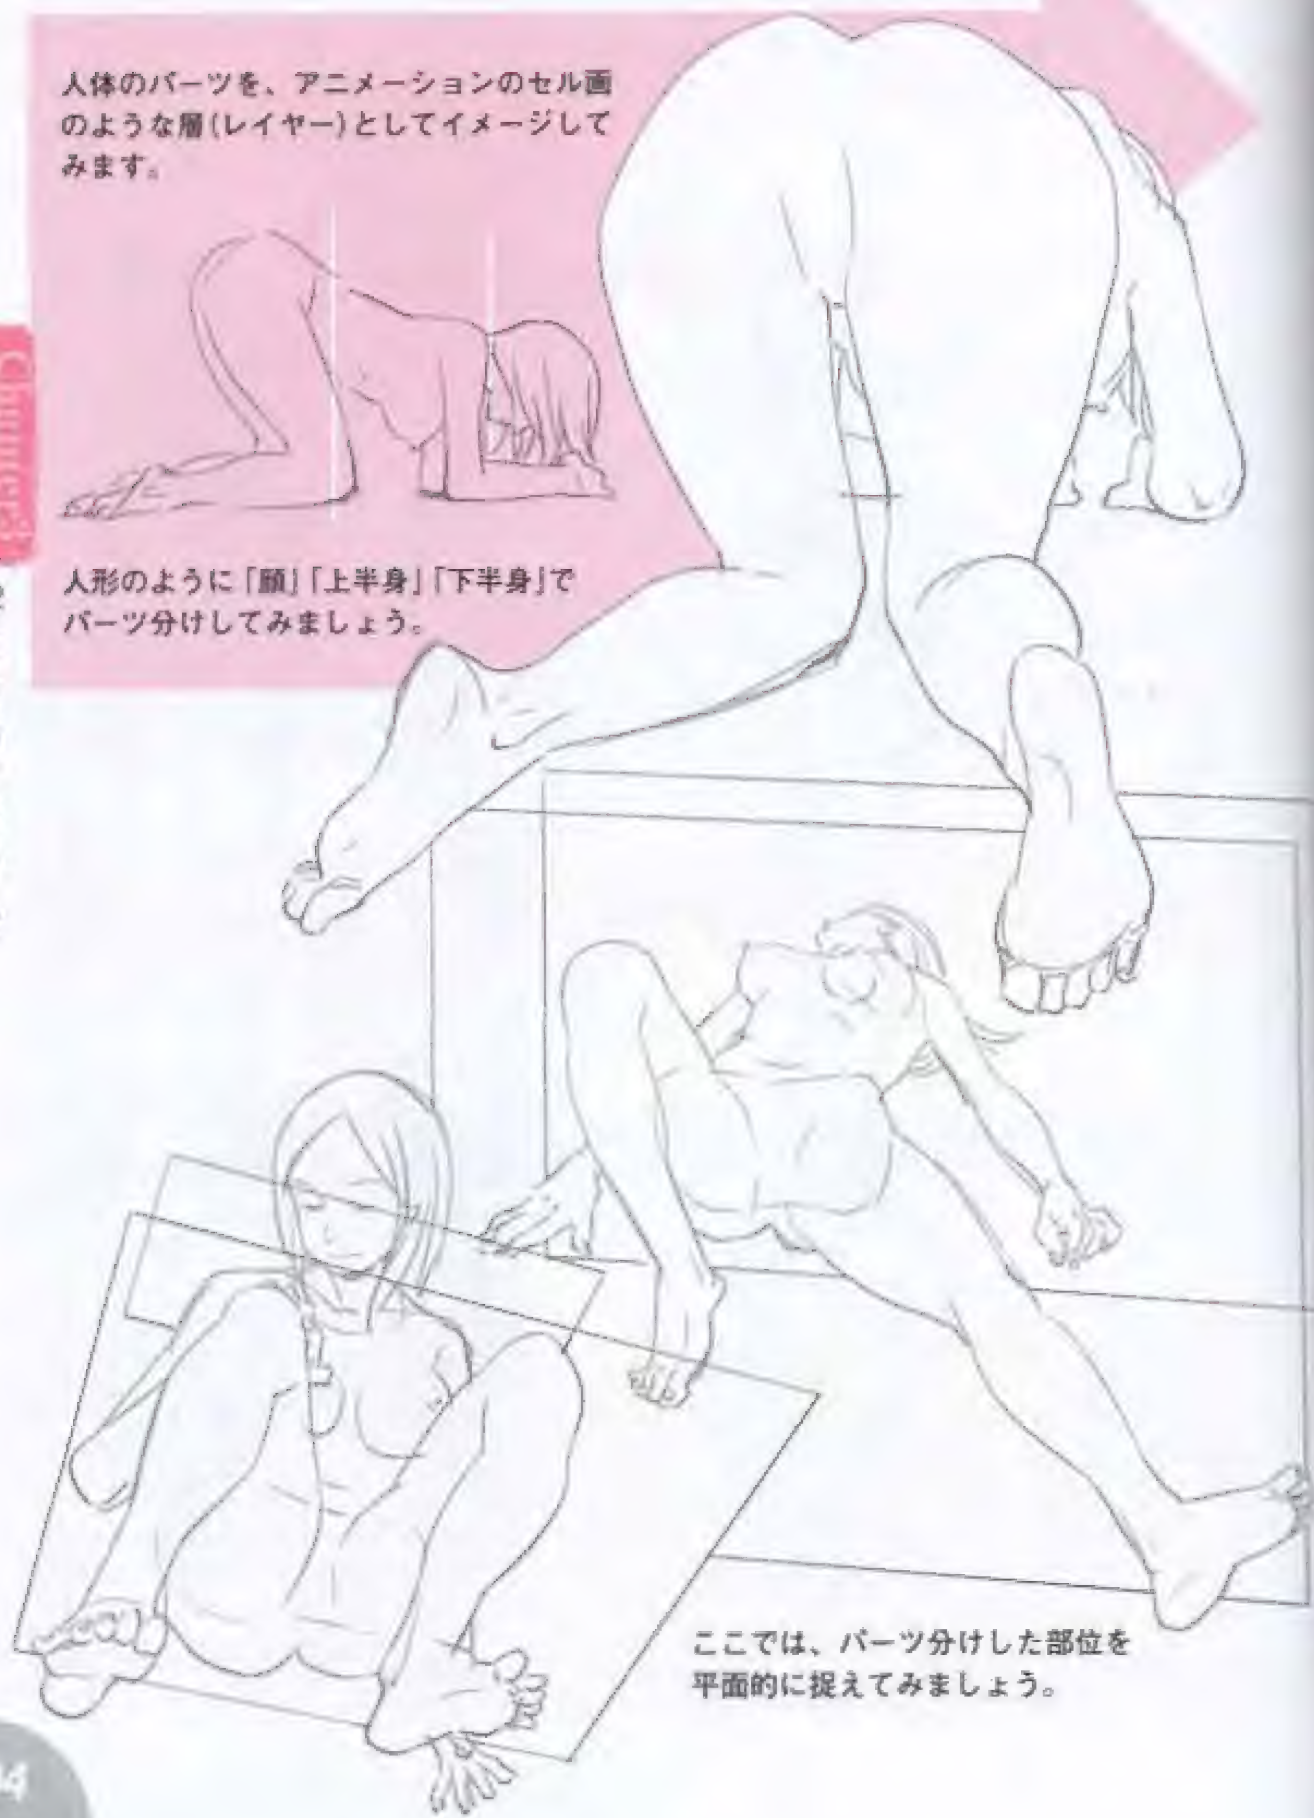 人体のパーツを、アニメーションのセル画
のような層(レイヤー)としてイメージして
みます。
Chapter3
人形のように「顔」「上半身」「下半身」で
パーツ分けしてみましょう。
ここでは、パーツ分けした部位を
平面的に捉えてみましょう。